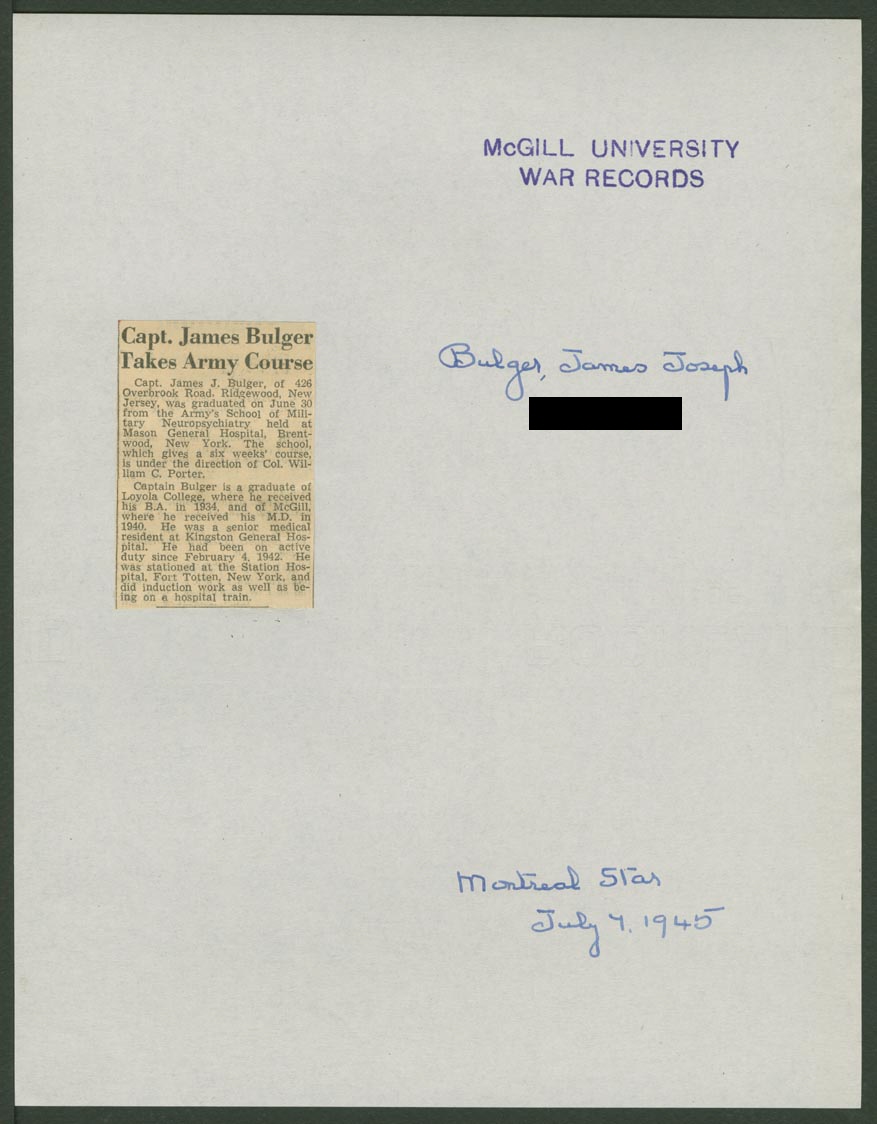 McGILL UNIVERSITY
WAR RECORDS
Capt. James Bulger
Takes Army Course
Capt. James J. Bulger, of 426
Overbrook Road, Ridgewood, New
Jersey, was graduated on June 30
from the Army's School of Mili-
tary Neuropsychiatry held at
Mason General Hospital, Brent-
wood, New York. The school,
which gives a six weeks' course,
is under the direction of Col. Wil-
liam C. Porter.
Captain Bulger is a graduate of
Loyola College, where he received
his B.A. in 1934, and of McGill,
where he received his M.D. in
1940. He was a senior medical
resident at Kingston General Hos-
pital. He had been on active
duty since February 4, 1942. He
was stationed at the Station Hos-
pital, Fort Totten, New York, and
did induction work as well as be-
ing on a hospital train.
Bulger, James Joseph
Montreal Star
July 7, 1945